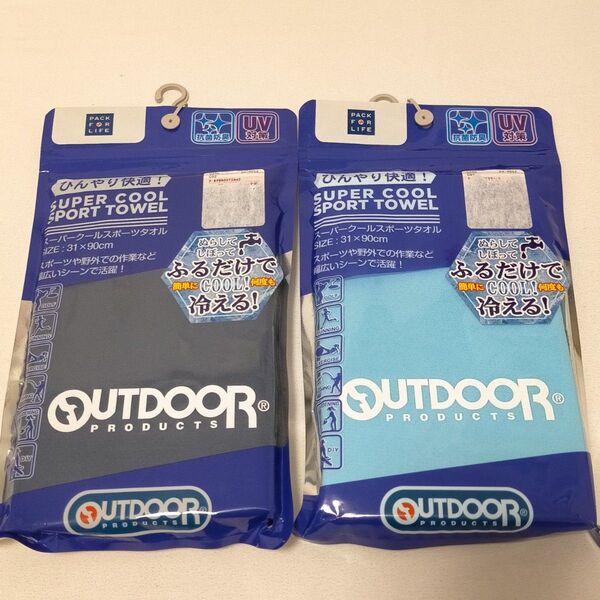 PACK
FOR
LIFE
抗菌防臭
UV
対策
ひんやり快適!
SUPER COOL
SPORT TOWEL
スーパークールスポーツタオル
SIZE : 31×90cm
スポーツや野外での作業など
幅広いシーンで活躍!
ぬらして
しぼって
ふるだけで
簡単に COOL! 何度も
冷える!
OUTDOOR®
PRODUCTS
DIY
OUTDOOR
PRODUCTS
PACK
FOR
LIFE
抗菌防臭
UV
対策
ひんやり快適!
SUPER COOL
SPORT TOWEL
スーパークールスポーツタオル
SIZE : 31×90cm
スポーツや野外での作業など
幅広いシーンで活躍!
ぬらして
しぼって
ふるだけで
簡単に COOL! 何度も
冷える!
OUTDOOR®
PRODUCTS
DIY
OUTDOOR
PRODUCTS